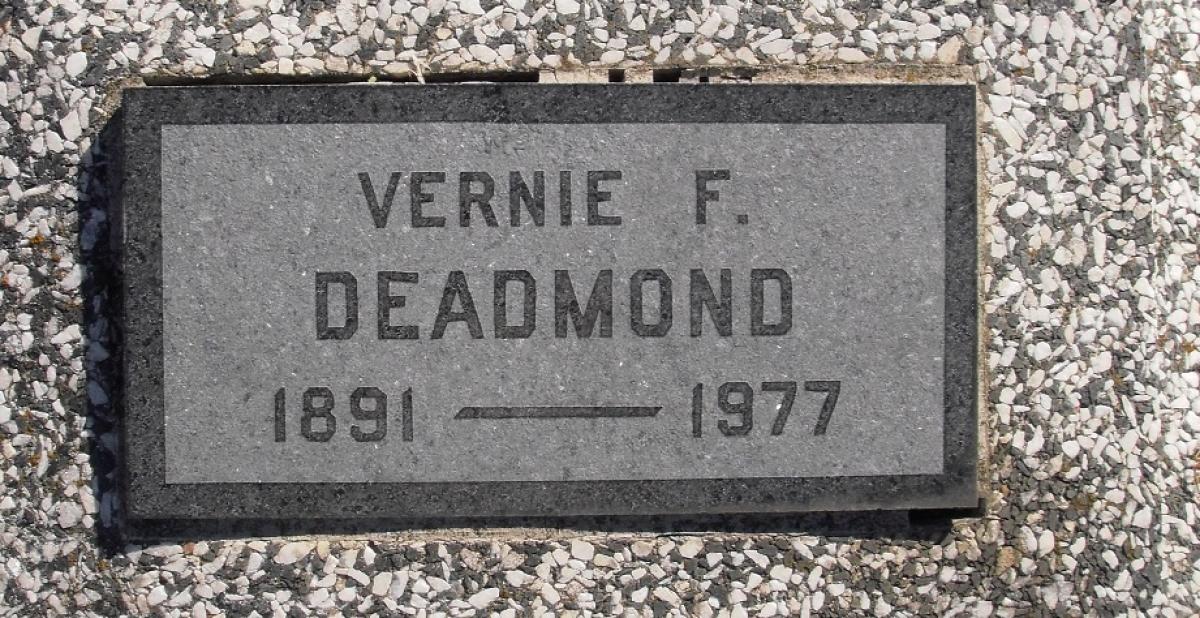 VERNIE F.
DEADMOND
1891 — 1977